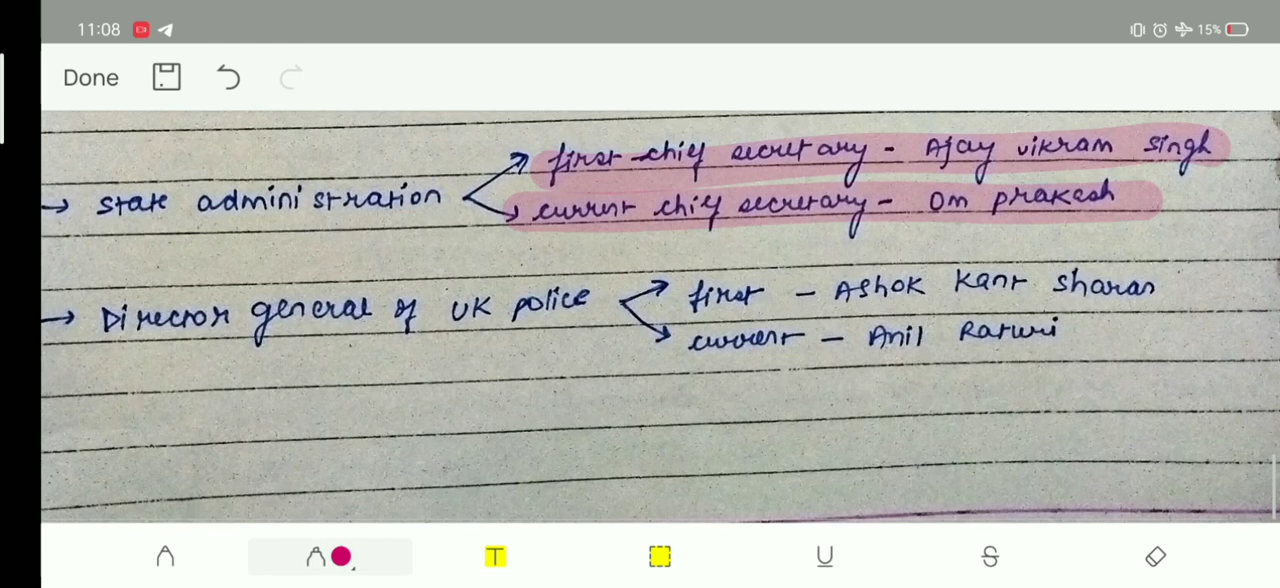 11:08
15%
Done
first chief secretary - Ajay vikram singh
→ state administration
current chief secretary - Om prakash
→ Director general of UK police
first - Ashok Kant Sharan
current - Anil Raturi
T
U
S